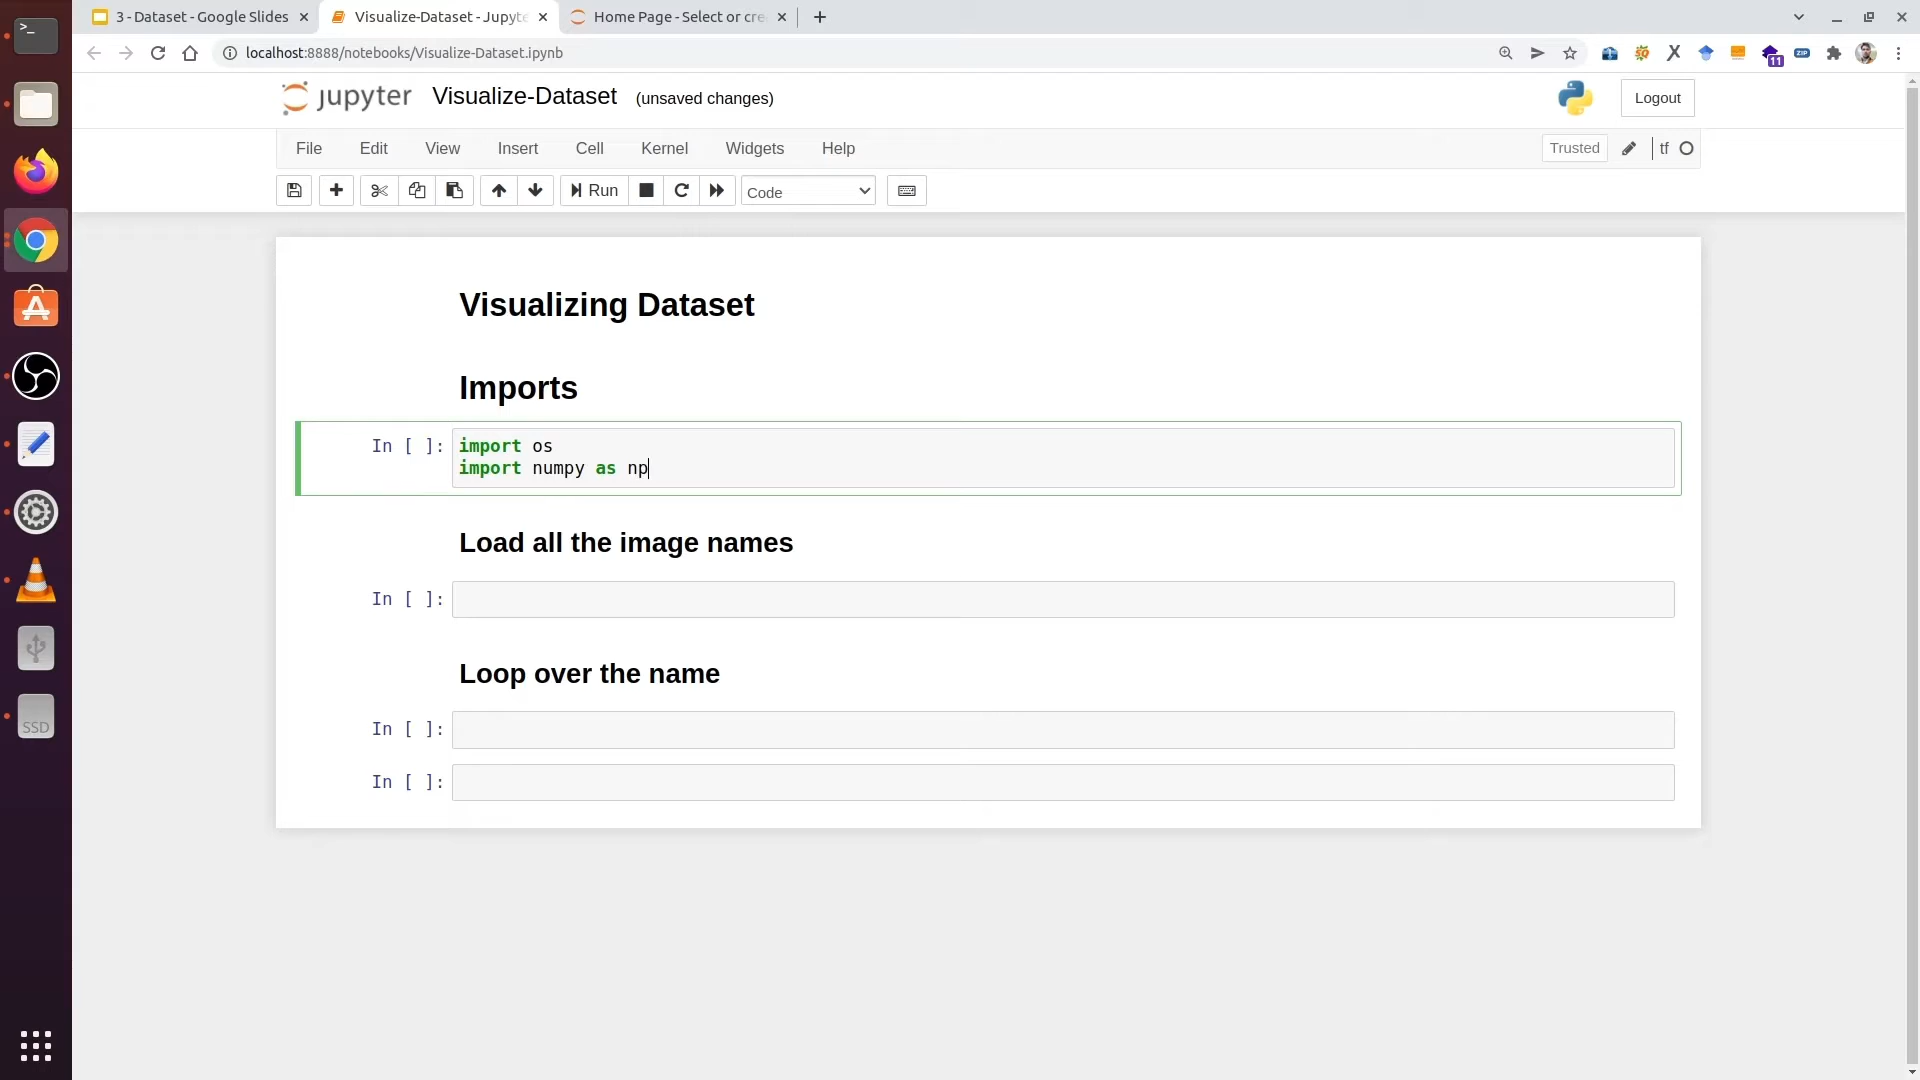 3 - Dataset - Google Slides
Visualize-Dataset - Jupyte
Home Page - Select or cre
localhost:8888/notebooks/Visualize-Dataset.ipynb
11
ZIP
jupyter Visualize-Dataset (unsaved changes)
Logout
File Edit View Insert Cell Kernel Widgets Help
Trusted
tf
Run
Code
Visualizing Dataset
Imports
In [ ]: import os
import numpy as np
Load all the image names
In [ ]:
Loop over the name
In [ ]:
In [ ]:
SSD